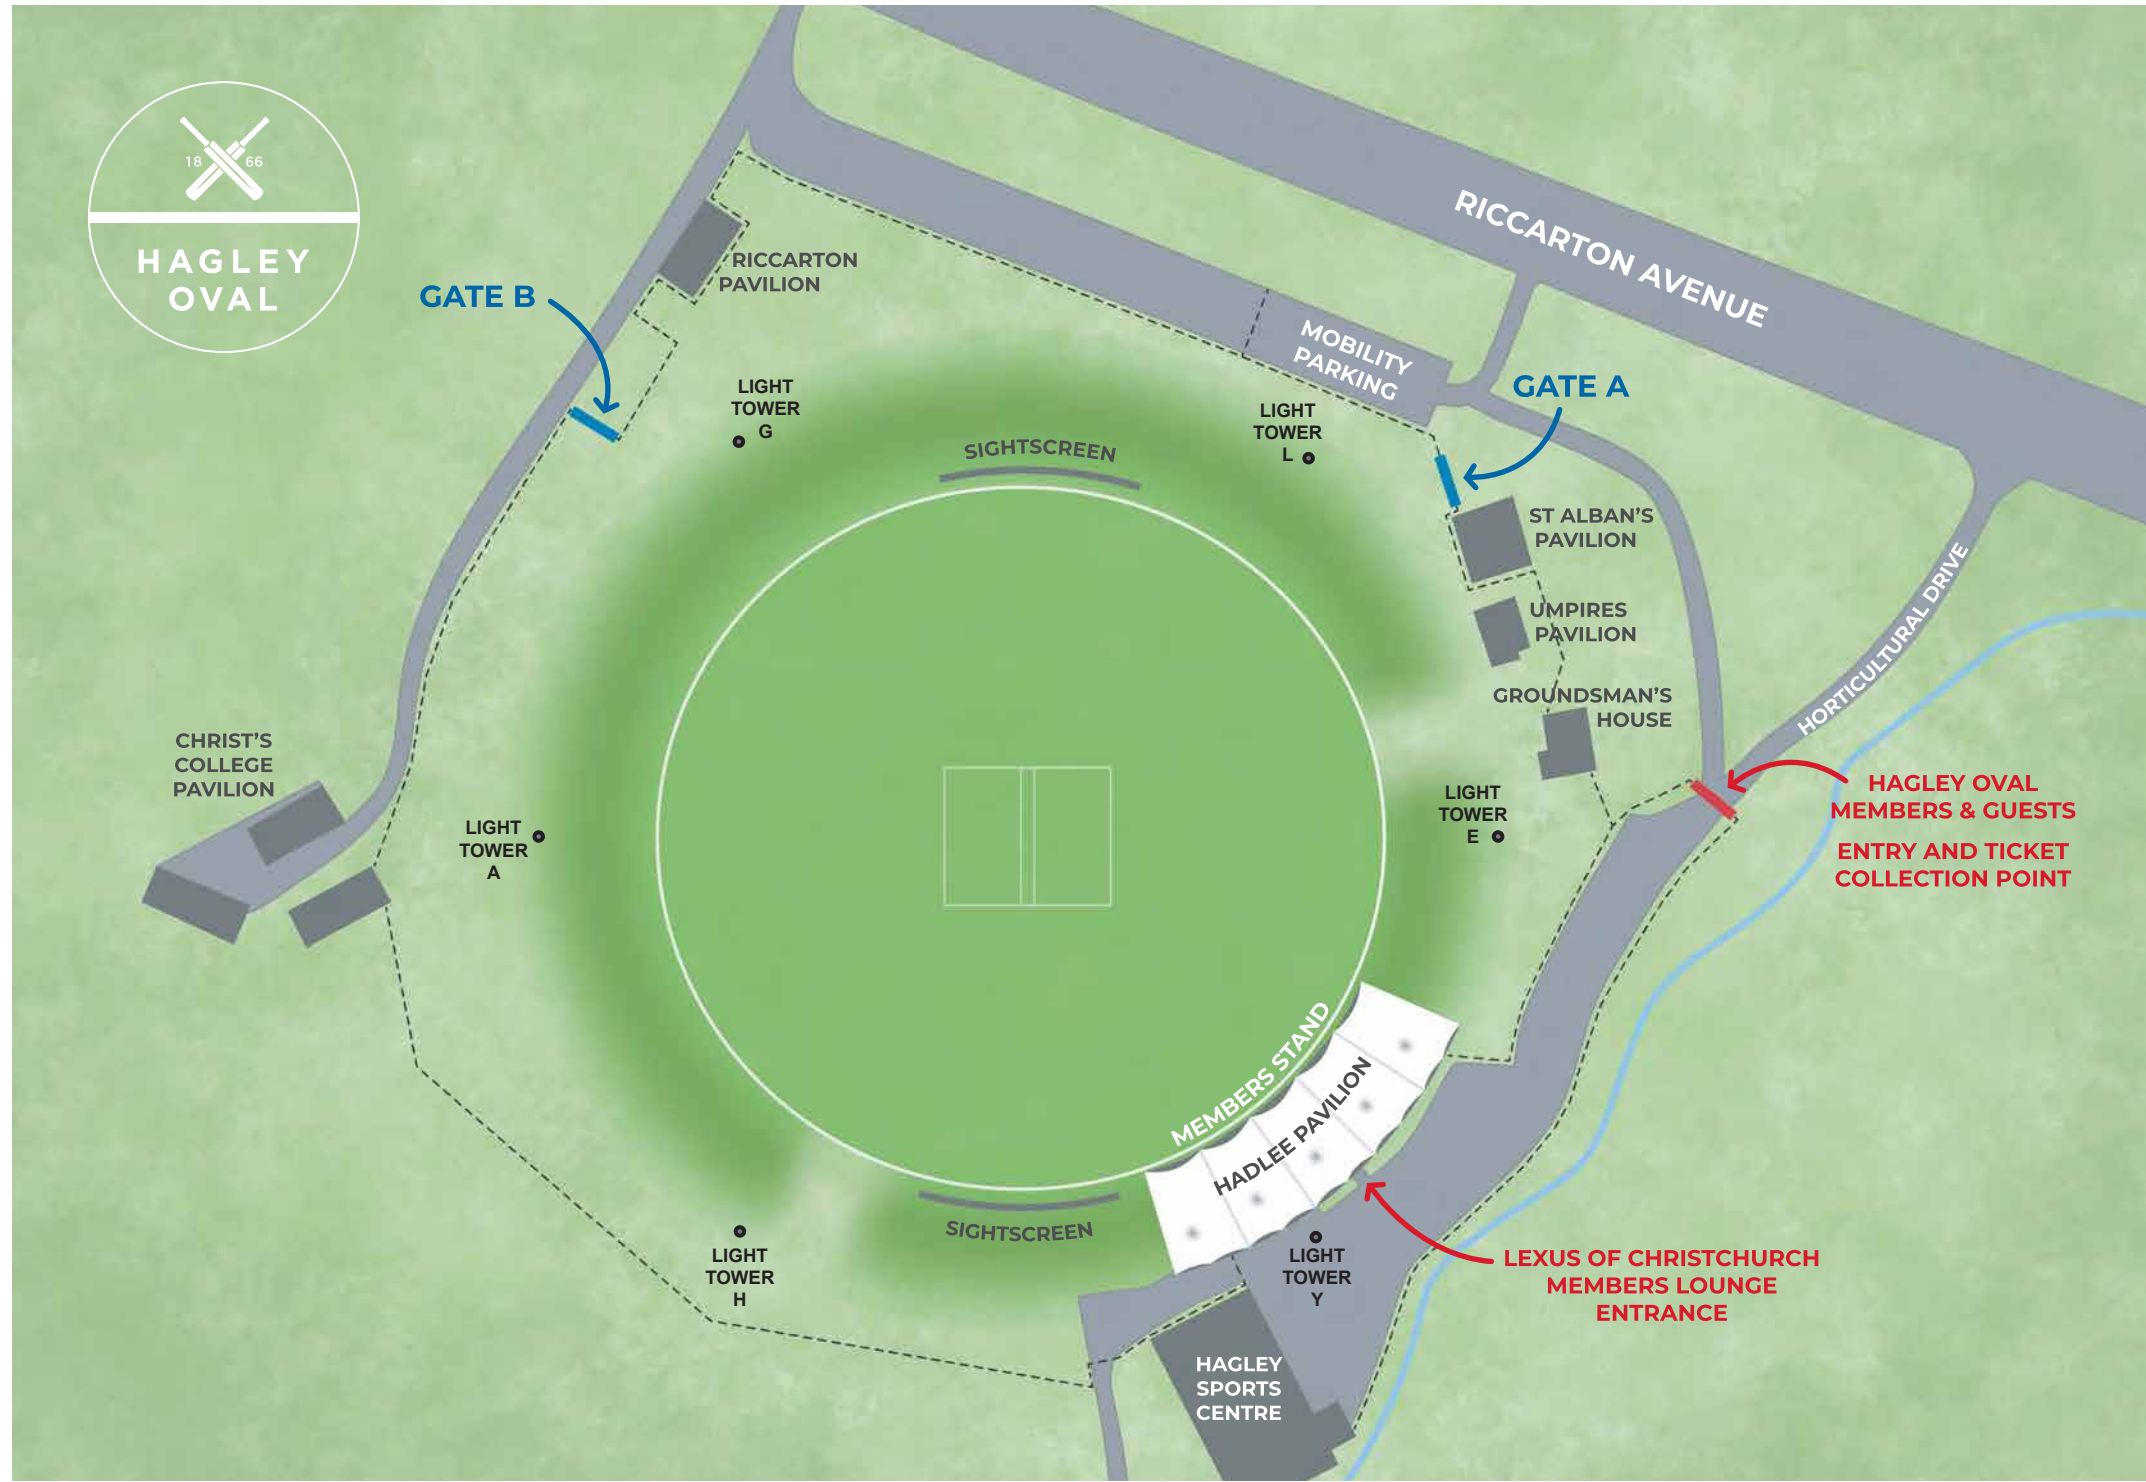 18 66
HAGLEY
OVAL
RICCARTON AVENUE
RICCARTON
PAVILION
GATE B
MOBILITY
PARKING
GATE A
LIGHT
TOWER
G
LIGHT
TOWER
L
SIGHTSCREEN
ST ALBAN'S
PAVILION
UMPIRES
PAVILION
HORTICULTURAL DRIVE
GROUNDSMAN'S
HOUSE
CHRIST'S
COLLEGE
PAVILION
LIGHT
TOWER
A
LIGHT
TOWER
E
HAGLEY OVAL
MEMBERS & GUESTS
ENTRY AND TICKET
COLLECTION POINT
MEMBERS STAND
HADLEE PAVILION
SIGHTSCREEN
LIGHT
TOWER
H
LIGHT
TOWER
Y
LEXUS OF CHRISTCHURCH
MEMBERS LOUNGE
ENTRANCE
HAGLEY
SPORTS
CENTRE